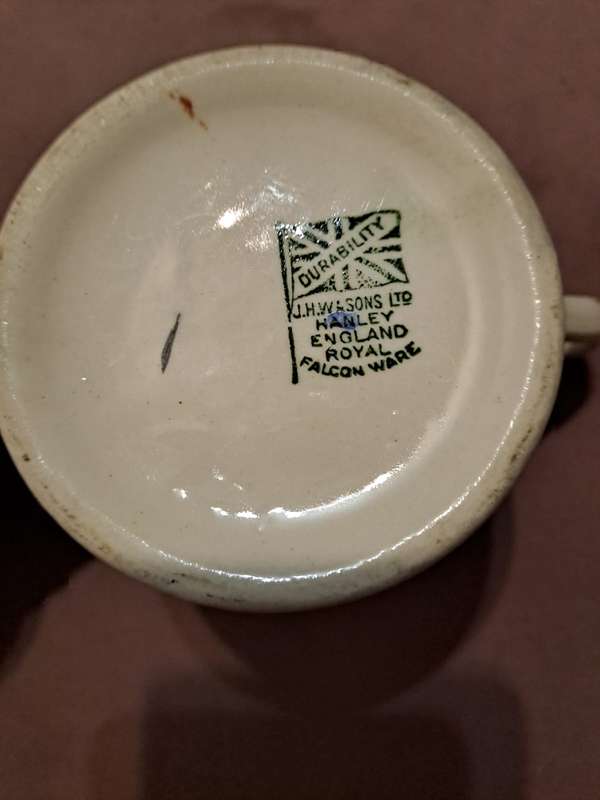 DURABILITY
J.H.W.&SONS LTD
HANLEY
ENGLAND
ROYAL
FALCON WARE